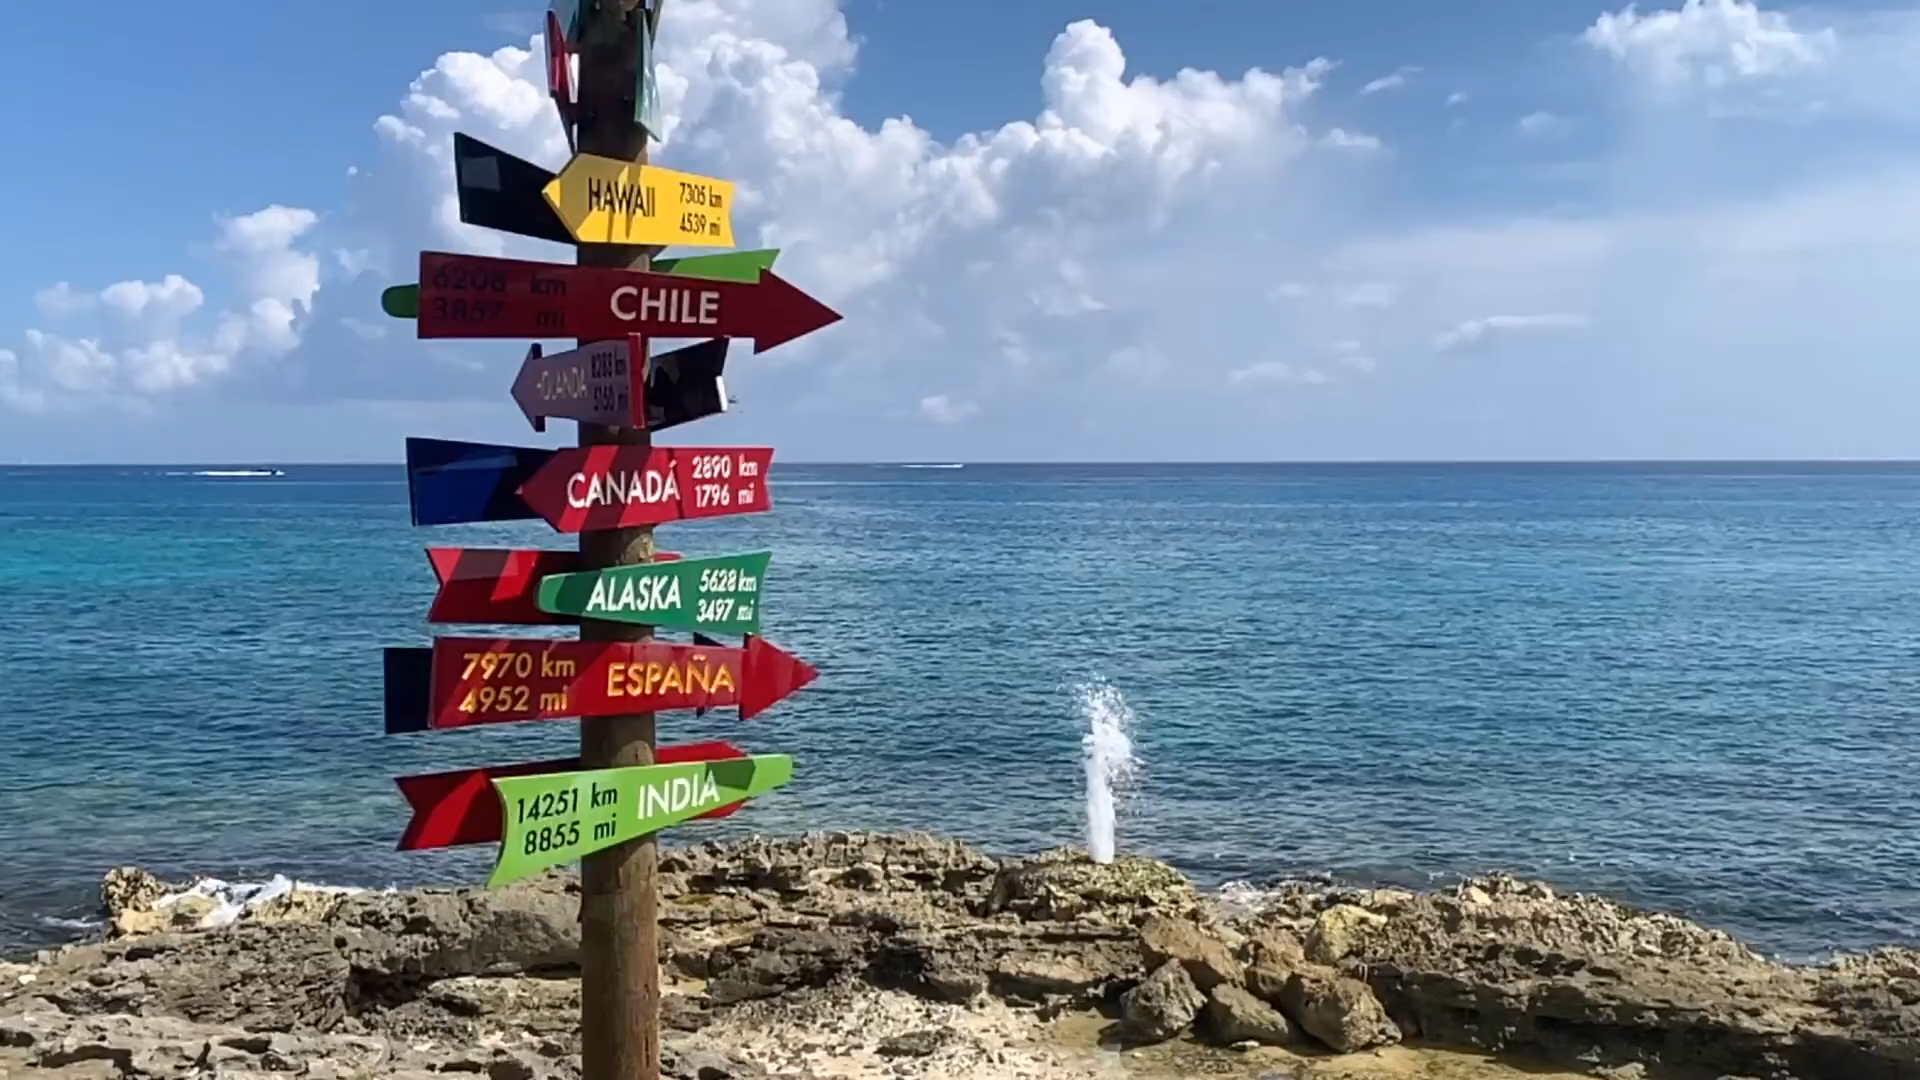 HAWAII
7305 km
4539 mi
6208 km
3857 mi
CHILE
HOLANDA
8288 km
5150 mi
CANADÁ
2890 km
1796 mi
ALASKA
5628 km
3497 mi
7970 km
4952 mi
ESPAÑA
14251 km
8855 mi
INDIA